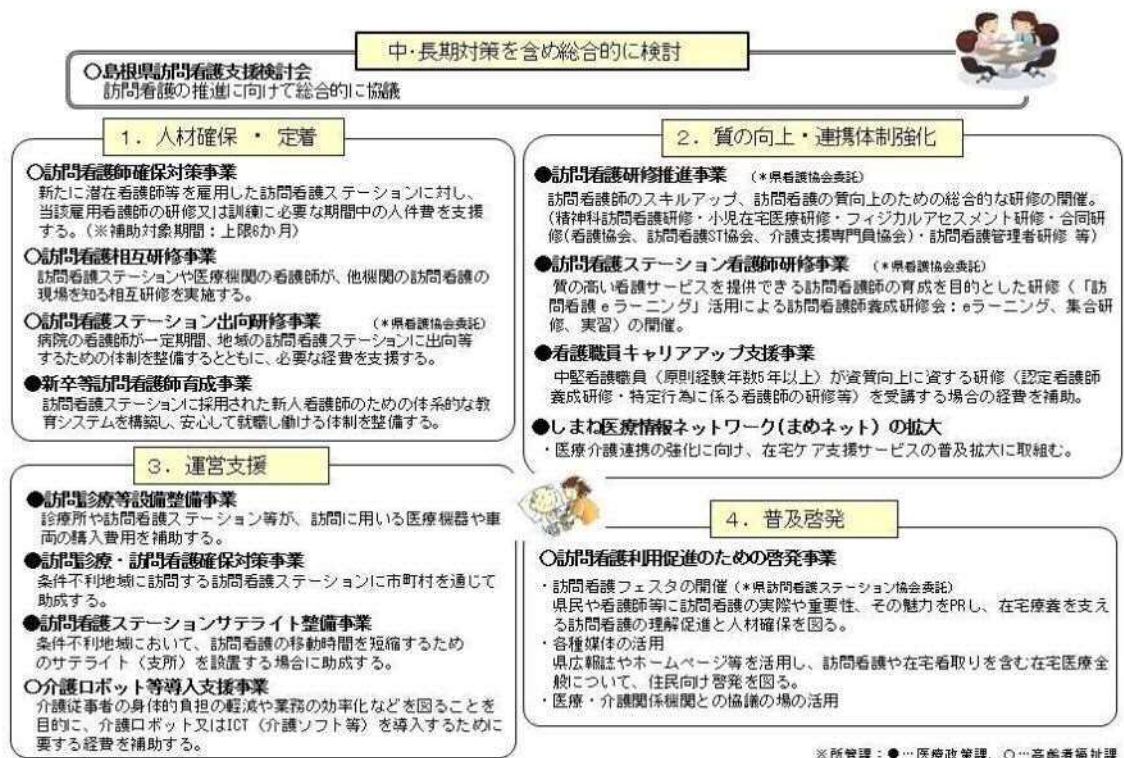 中・長期対策を含め総合的に検討
○島根県訪問看護支援検討会
訪問看護の推進に向けて総合的に協議
1．人材確保 ・ 定着
○訪問看護師確保対策事業
新たに潜在看護師等を雇用した訪問看護ステーションに対し、
当該雇用看護師の研修又は訓練に必要な期間中の人件費を支援
する。（※補助対象期間：上限6か月）
○訪問看護相互研修事業
訪問看護ステーションや医療機関の看護師が、他機関の訪問看護の
現場を知る相互研修を実施する。
○訪問看護ステーション出向研修事業 （*県看護協会委託）
病院の看護師が一定期間、地域の訪問看護ステーションに出向等
するための体制を整備するとともに、必要な経費を支援する。
●新卒等訪問看護師育成事業
訪問看護ステーションに採用された新人看護師のための体系的な教
育システムを構築し、安心して就職し働ける体制を整備する。
2．質の向上・連携体制強化
●訪問看護研修推進事業 （*県看護協会委託）
訪問看護師のスキルアップ、訪問看護の質向上のための総合的な研修の開催。
（精神科訪問看護研修・小児在宅医療研修・フィジカルアセスメント研修・合同研
修（看護協会、訪問看護ST協会、介護支援専門員協会）・訪問看護管理者研修 等）
●訪問看護ステーション看護師研修事業 （*県看護協会委託）
質の高い看護サービスを提供できる訪問看護師の育成を目的とした研修（「訪
問看護eラーニング」活用による訪問看護師養成研修会：eラーニング、集合研
修、実習）の開催。
●看護職員キャリアアップ支援事業
中堅看護職員（原則経験年数5年以上）が資質向上に資する研修（認定看護師
養成研修・特定行為に係る看護師の研修等）を受講する場合の経費を補助。
●しまね医療情報ネットワーク(まめネット）の拡大
・医療介護連携の強化に向け、在宅ケア支援サービスの普及拡大に取組む。
3．運営支援
●訪問診療等設備整備事業
診療所や訪問看護ステーション等が、訪問に用いる医療機器や車
両の購入費用を補助する。
●訪問診療・訪問看護確保対策事業
条件不利地域に訪問する訪問看護ステーションに市町村を通じて
助成する。
●訪問看護ステーションサテライト整備事業
条件不利地域において、訪問看護の移動時間を短縮するため
のサテライト（支所）を設置する場合に助成する。
○介護ロボット等導入支援事業
介護従事者の身体的負担の軽減や業務の効率化などを図ることを
目的に、介護ロボット又はICT（介護ソフト等）を導入するために
要する経費を補助する。
4．普及啓発
○訪問看護利用促進のための啓発事業
・訪問看護フェスタの開催（*県訪問看護ステーション協会委託）
県民や看護師等に訪問看護の実際や重要性、その魅力をPRし、在宅療養を支え
る訪問看護の理解促進と人材確保を図る。
・各種媒体の活用
県広報誌やホームページ等を活用し、訪問看護や在宅看取りを含む在宅医療全
般について、住民向け啓発を図る。
・医療・介護関係機関との協議の場の活用
※所管課：●…医療政策課、○…高齢者福祉課